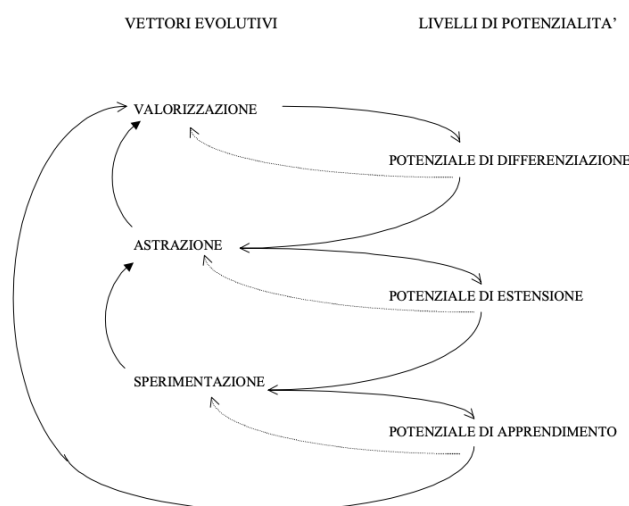 VETTORI EVOLUTIVI
LIVELLI DI POTENZIALITA'
VALORIZZAZIONE
POTENZIALE DI DIFFERENZIAZIONE
ASTRAZIONE
POTENZIALE DI ESTENSIONE
SPERIMENTAZIONE
POTENZIALE DI APPRENDIMENTO